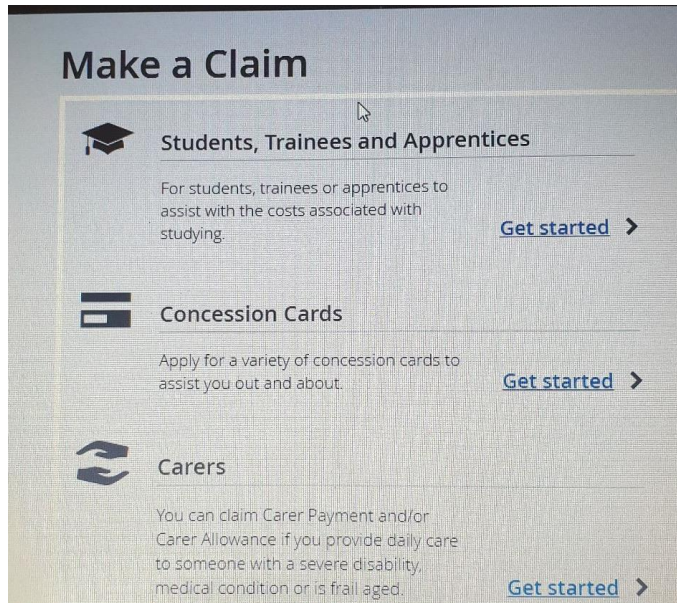 Make a Claim
Students, Trainees and Apprentices
For students, trainees or apprentices to
assist with the costs associated with
studying.
Get started
Concession Cards
Apply for a variety of concession cards to
assist you out and about.
Get started
Carers
You can claim Carer Payment and/or
Carer Allowance if you provide daily care
to someone with a severe disability,
medical condition or is frail aged.
Get started